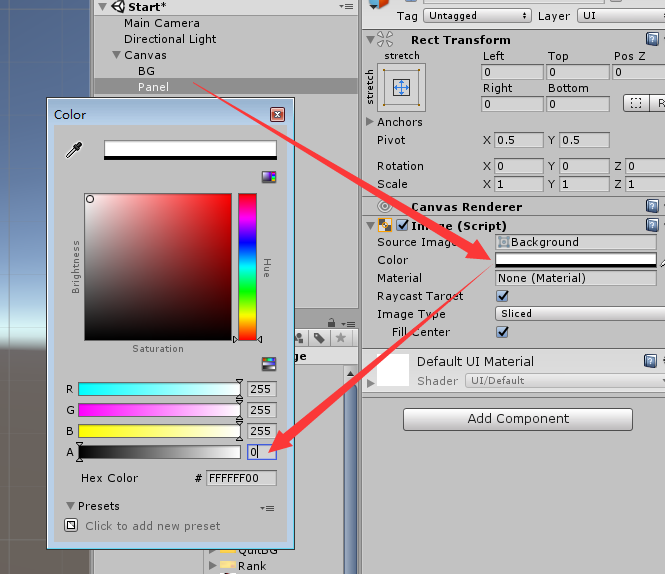 Start*
Main Camera
Directional Light
Canvas
BG
Panel
Color
Brightness
Hue
Saturation
R 255
G 255
B 255
A 0
Hex Color # FFFFFF00
Presets
Click to add new preset
QuitBG
Rank
Tag Untagged Layer UI
Rect Transform
stretch
stretch
Left Top Pos Z
0 0 0
Right Bottom
0 0 R
Anchors
Pivot X 0.5 Y 0.5
Rotation X 0 Y 0 Z 0
Scale X 1 Y 1 Z 1
Canvas Renderer
Image (Script)
Source Image Background
Color
Material None (Material)
Raycast Target
Image Type Sliced
Fill Center
Default UI Material
Shader UI/Default
Add Component